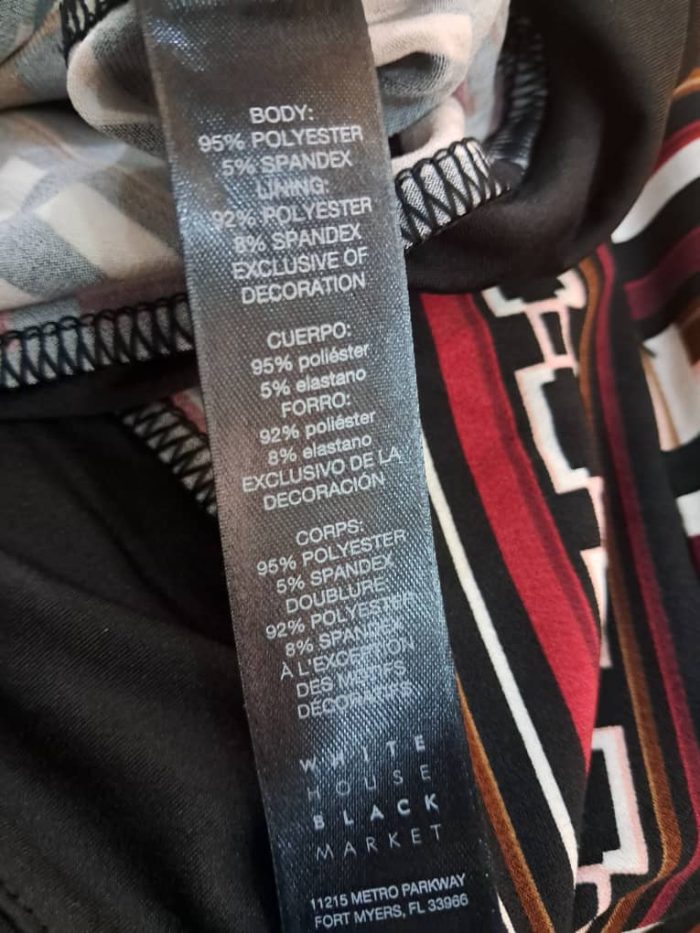 BODY:
95% POLYESTER
5% SPANDEX
LINING:
92% POLYESTER
8% SPANDEX
EXCLUSIVE OF
DECORATION
CUERPO:
95% poliéster
5% elastano
FORRO:
92% poliéster
8% elastano
EXCLUSIVO DE LA
DECORACIÓN
CORPS:
95% POLYESTER
5% SPANDEX
DOUBLURE
92% POLYESTER
8% SPANDEX
À L'EXCEPTION
DES MOTIFS
DÉCORATIFS
WHITE
HOUSE
BLACK
MARKET
11215 METRO PARKWAY
FORT MYERS, FL 33966